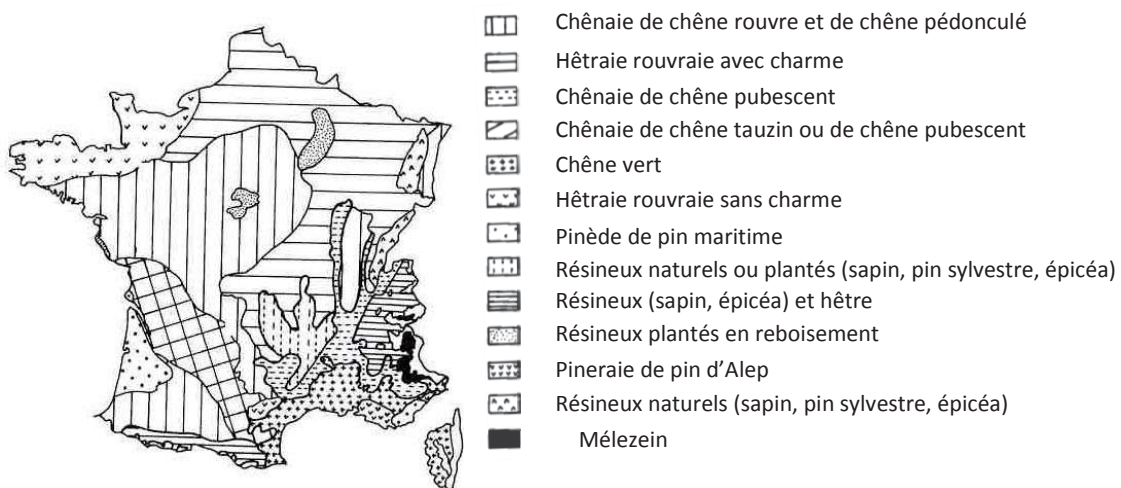 Chênaie de chêne rouvre et de chêne pédonculé
Hêtraie rouvraie avec charme
Chênaie de chêne pubescent
Chênaie de chêne tauzin ou de chêne pubescent
Chêne vert
Hêtraie rouvraie sans charme
Pinède de pin maritime
Résineux naturels ou plantés (sapin, pin sylvestre, épicéa)
Résineux (sapin, épicéa) et hêtre
Résineux plantés en reboisement
Pineraie de pin d’Alep
Résineux naturels (sapin, pin sylvestre, épicéa)
Mélezein